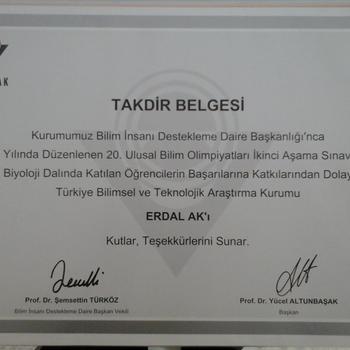 AK
TAKDİR BELGESİ
Kurumumuz Bilim İnsanı Destekleme Daire Başkanlığı'nca
Yılında Düzenlenen 20. Ulusal Bilim Olimpiyatları İkinci Aşama Sınav
Biyoloji Dalında Katılan Öğrencilerin Başarılarına Katkılarından Dolay
Türkiye Bilimsel ve Teknolojik Araştırma Kurumu
ERDAL AK'ı
Kutlar, Teşekkürlerini Sunar.
Prof. Dr. Şemsettin TÜRKÖZ
Bilim İnsanı Destekleme Daire Başkan Vekili
Prof. Dr. Yücel ALTUNBAŞAK
Başkan